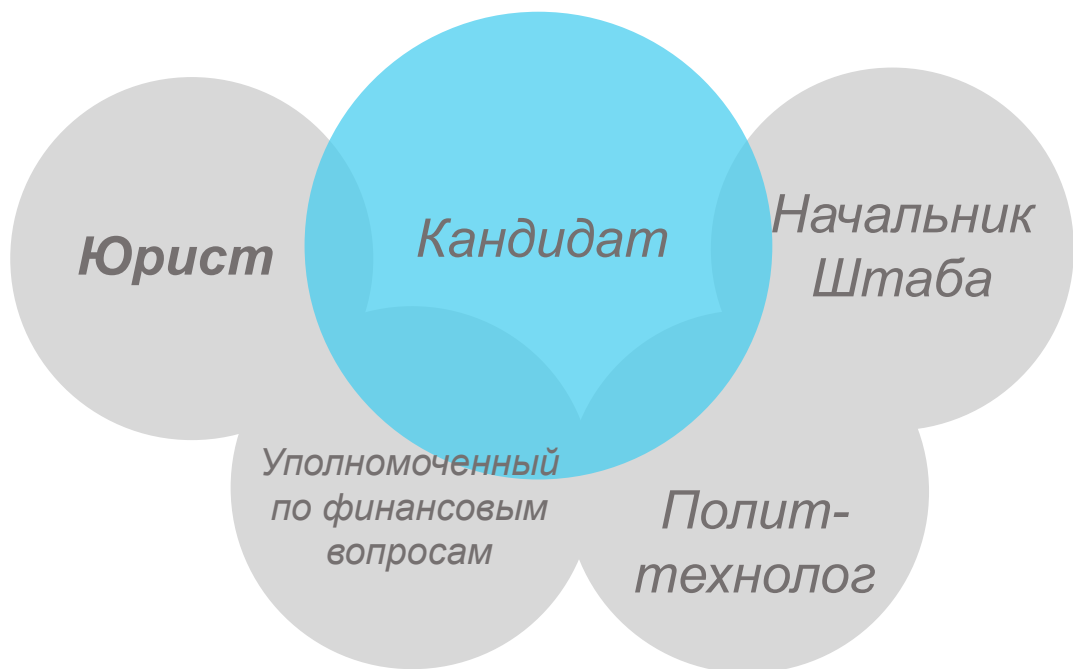 Юрист
Кандидат
Начальник
Штаба
Уполномоченный
по финансовым
вопросам
Полит-
технолог